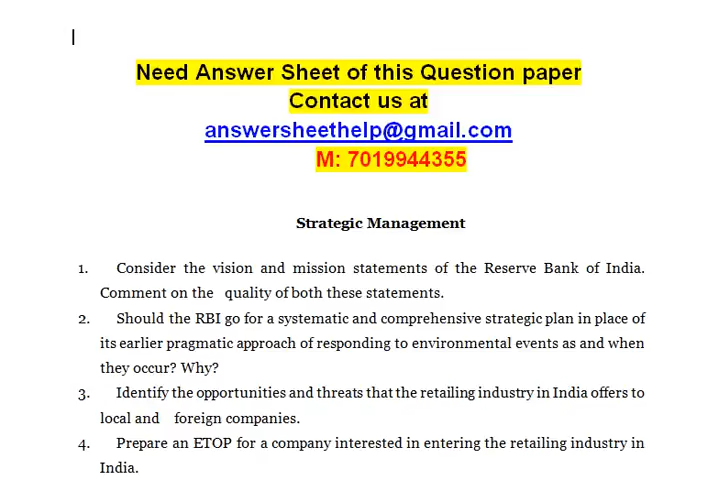 Need Answer Sheet of this Question paper
Contact us at
answersheethelp@gmail.com
M: 7019944355
Strategic Management
1. Consider the vision and mission statements of the Reserve Bank of India.
Comment on the quality of both these statements.
2. Should the RBI go for a systematic and comprehensive strategic plan in place of
its earlier pragmatic approach of responding to environmental events as and when
they occur? Why?
3. Identify the opportunities and threats that the retailing industry in India offers to
local and foreign companies.
4. Prepare an ETOP for a company interested in entering the retailing industry in
India.